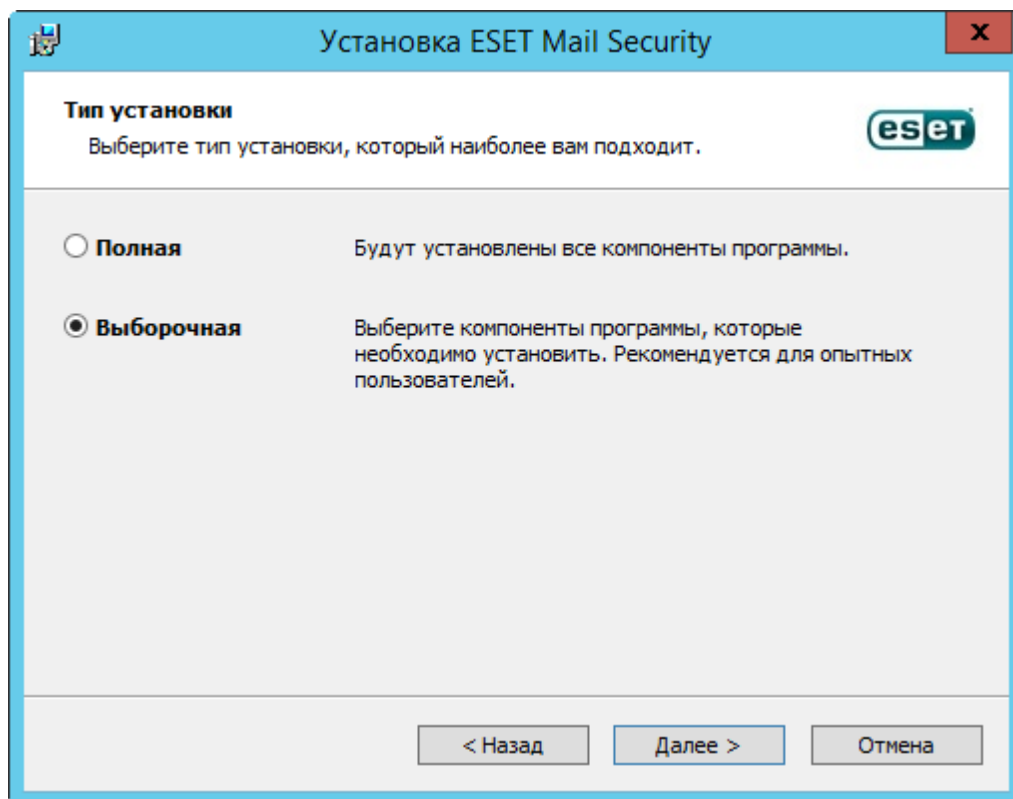 Установка ESET Mail Security
x
Тип установки
Выберите тип установки, который наиболее вам подходит.
eseT
Полная
Будут установлены все компоненты программы.
Выборочная
Выберите компоненты программы, которые
необходимо установить. Рекомендуется для опытных
пользователей.
< Назад
Далее >
Отмена